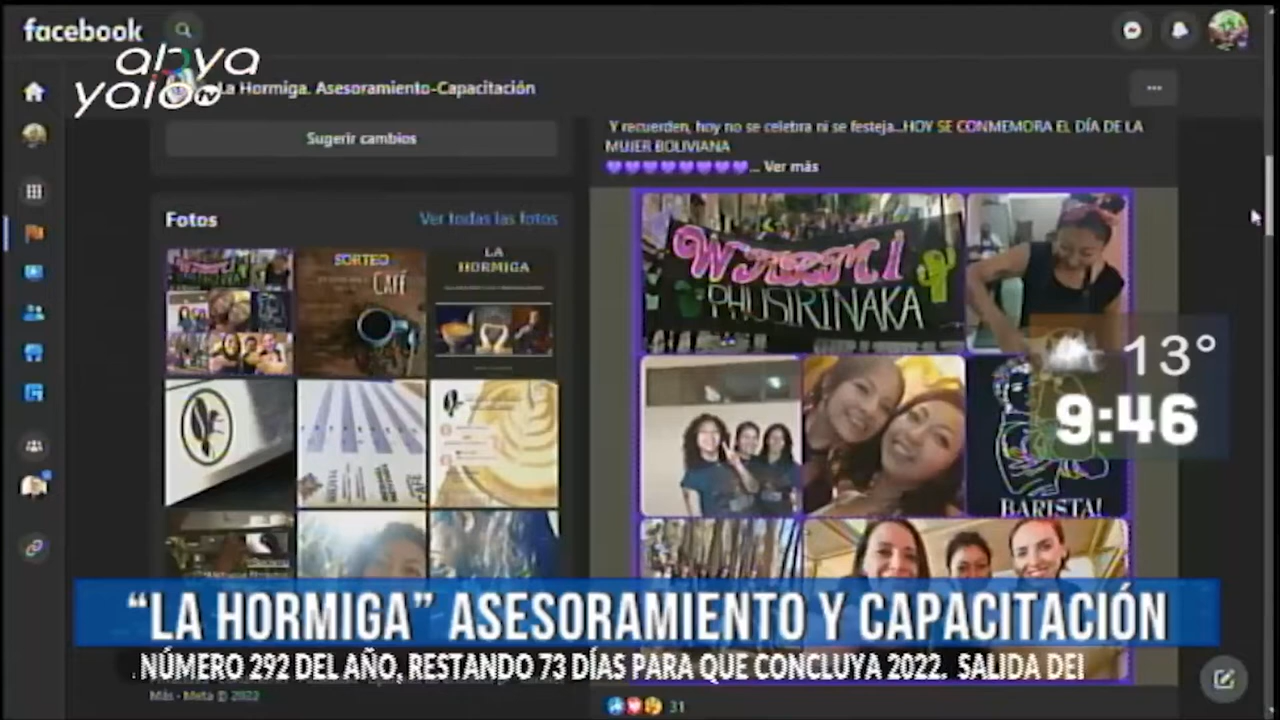 facebook
abya
yala
TV
La Hormiga. Asesoramiento-Capacitación
Sugerir cambios
Y recuerden, hoy no se celebra ni se festeja...HOY SE CONMEMORA EL DÍA DE LA
MUJER BOLIVIANA
... Ver más
Fotos
Ver todas las fotos
SORTEO
CAFÉ
LA
HORMIGA
WARMI
PHUSIRINAKA
BARISTA!
13°
9:46
“LA HORMIGA” ASESORAMIENTO Y CAPACITACIÓN
. NÚMERO 292 DEL AÑO, RESTANDO 73 DÍAS PARA QUE CONCLUYA 2022. SALIDA DEl
Más · Meta © 2022
31